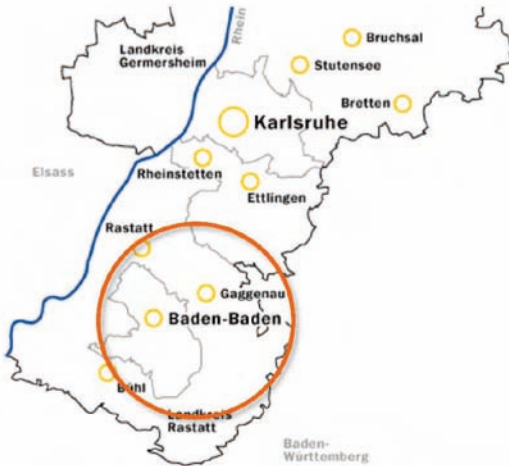 Rhein
Bruchsal
Landkreis
Germersheim
Stutensee
Bretten
Karlsruhe
Elsass
Rheinstetten
Ettlingen
Rastatt
Gaggenau
Baden-Baden
Bühl
Landkreis
Rastatt
Baden-
Württemberg